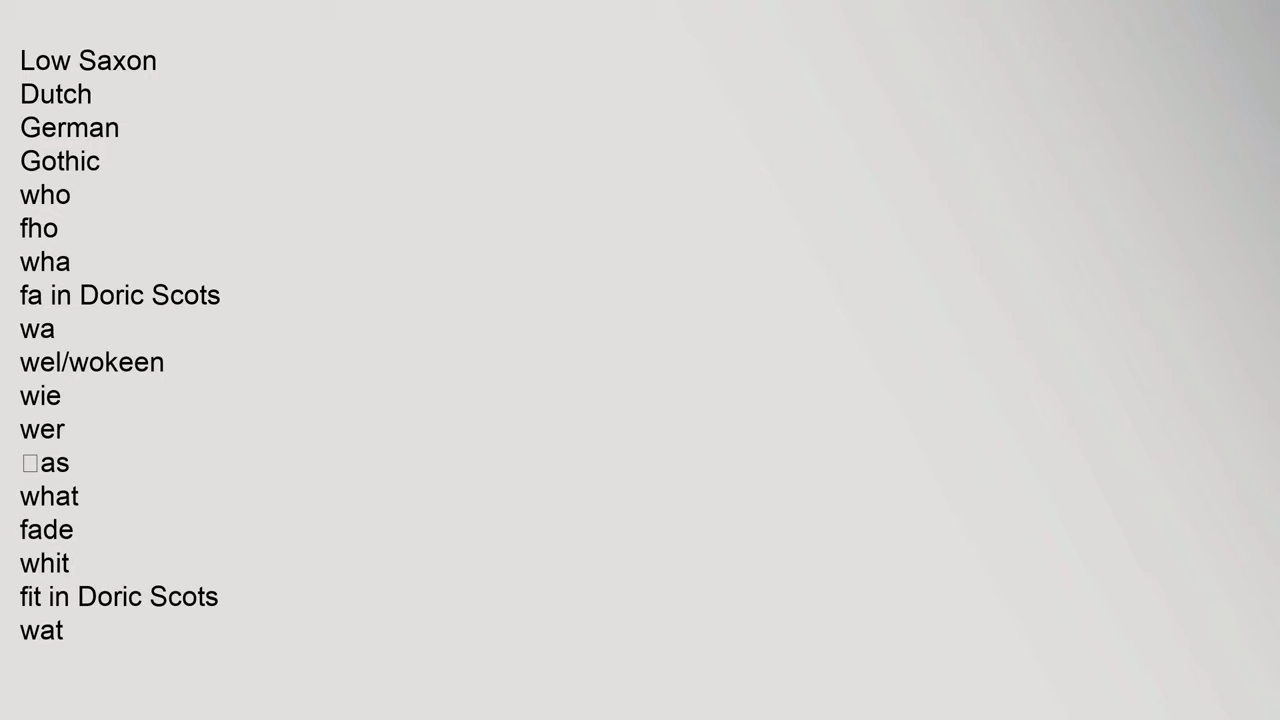 Low Saxon
Dutch
German
Gothic
who
fho
wha
fa in Doric Scots
wa
wel/wokeen
wie
wer
□as
what
fade
whit
fit in Doric Scots
wat